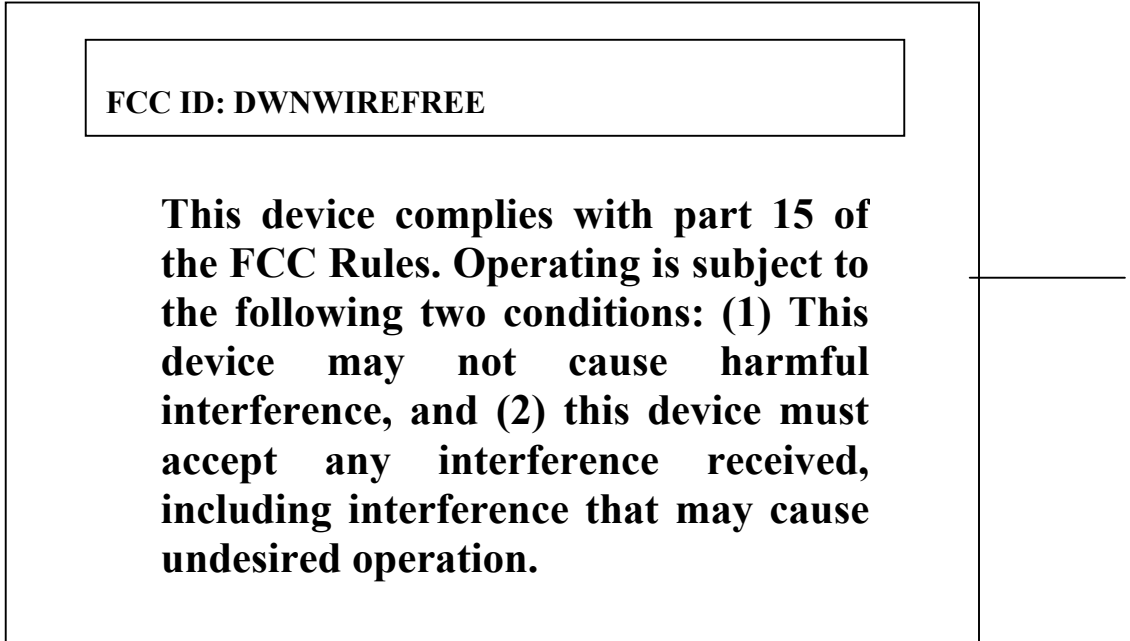 FCC ID: DWNWIREFREE
This device complies with part 15 of
the FCC Rules. Operating is subject to
the following two conditions: (1) This
device may not cause harmful
interference, and (2) this device must
accept any interference received,
including interference that may cause
undesired operation.